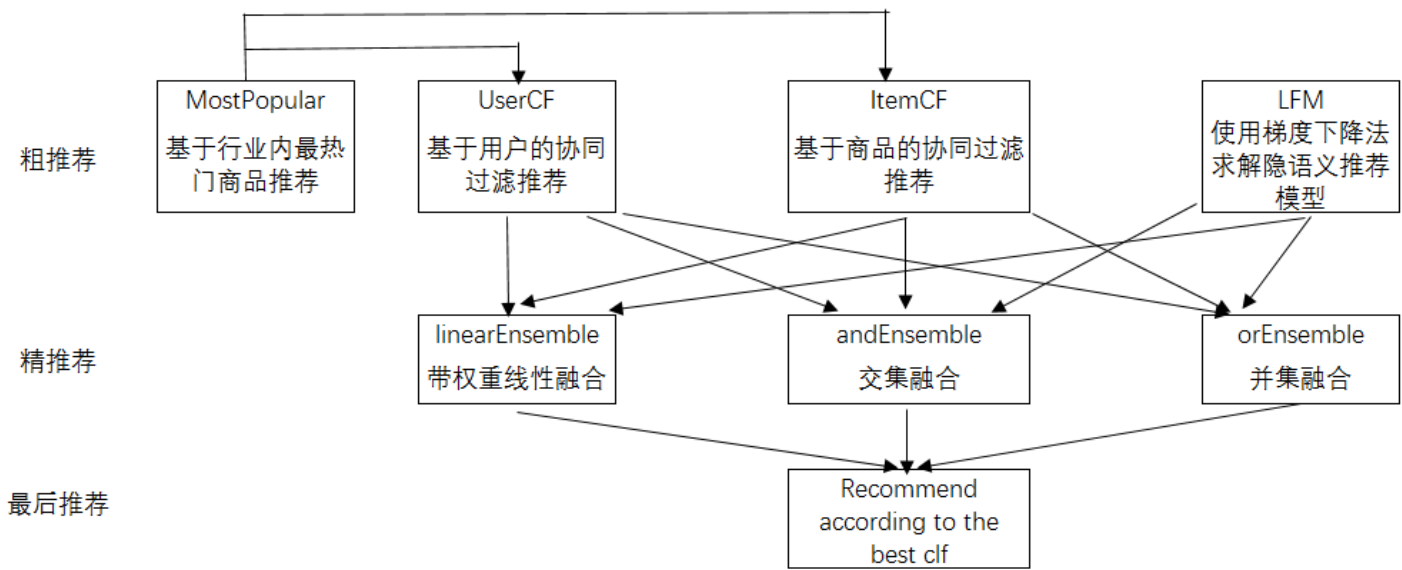 粗推荐
MostPopular
基于行业内最热
门商品推荐
UserCF
基于用户的协同
过滤推荐
ItemCF
基于商品的协同过滤
推荐
LFM
使用梯度下降法
求解隐语义推荐
模型
精推荐
linearEnsemble
带权重线性融合
andEnsemble
交集融合
orEnsemble
并集融合
最后推荐
Recommend
according to the
best clf